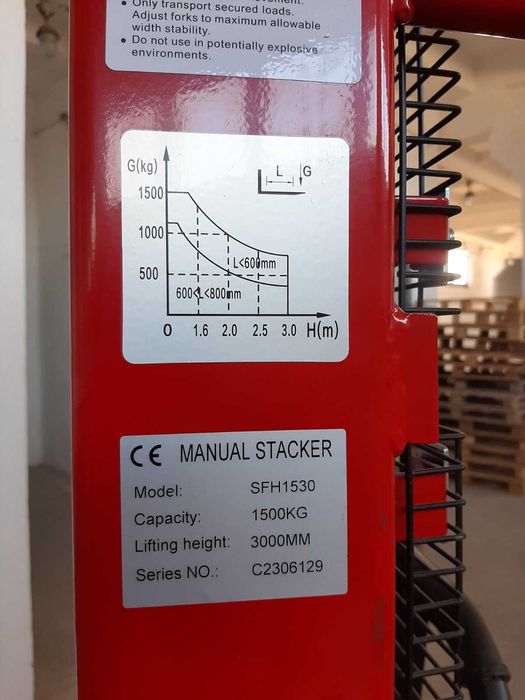 • Only transport secured loads.
Adjust forks to maximum allowable
width stability.
• Do not use in potentially explosive
environments.
G(kg)
L G
1500
1000
500
L<600mm
600<L<800mm
0 1.6 2.0 2.5 3.0 H(m)
CE MANUAL STACKER
Model: SFH1530
Capacity: 1500KG
Lifting height: 3000MM
Series NO.: C2306129